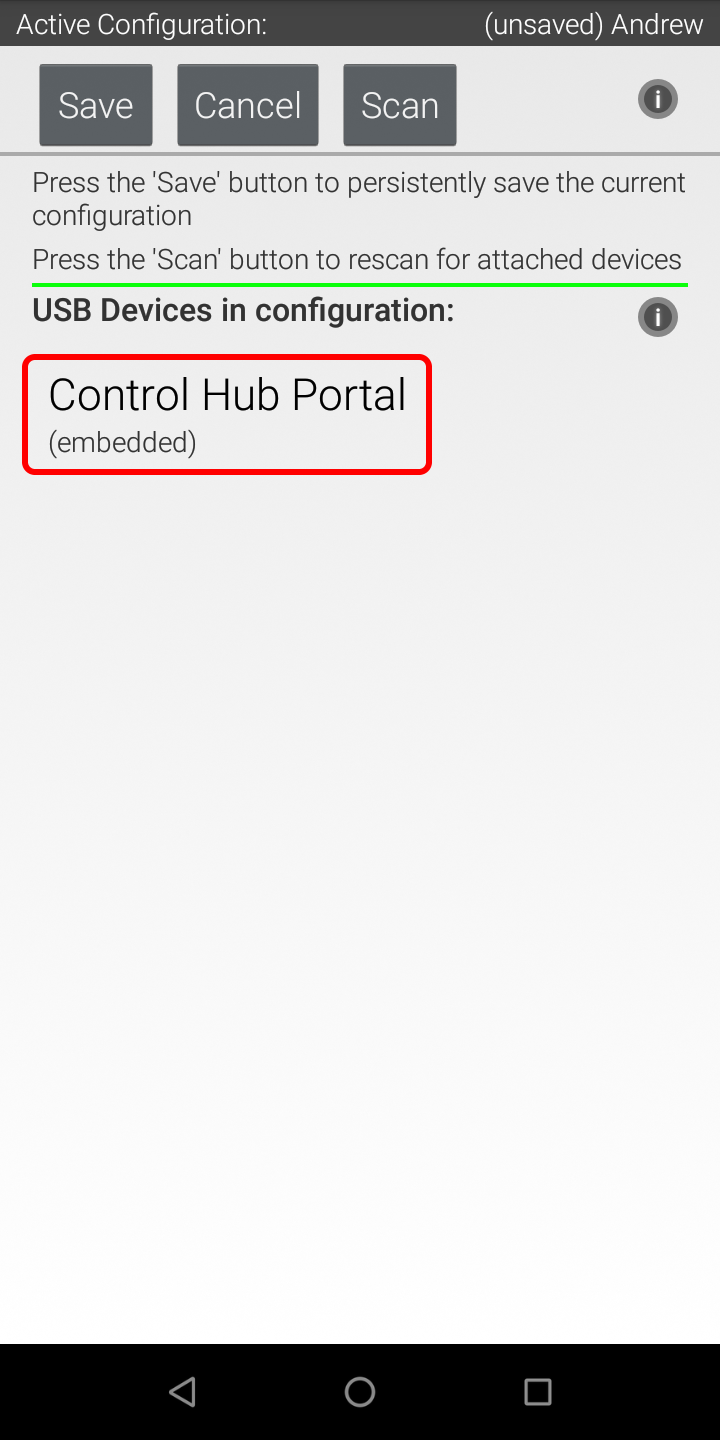 Active Configuration: (unsaved) Andrew
Save Cancel Scan
Press the 'Save' button to persistently save the current
configuration
Press the 'Scan' button to rescan for attached devices
USB Devices in configuration:
Control Hub Portal
(embedded)